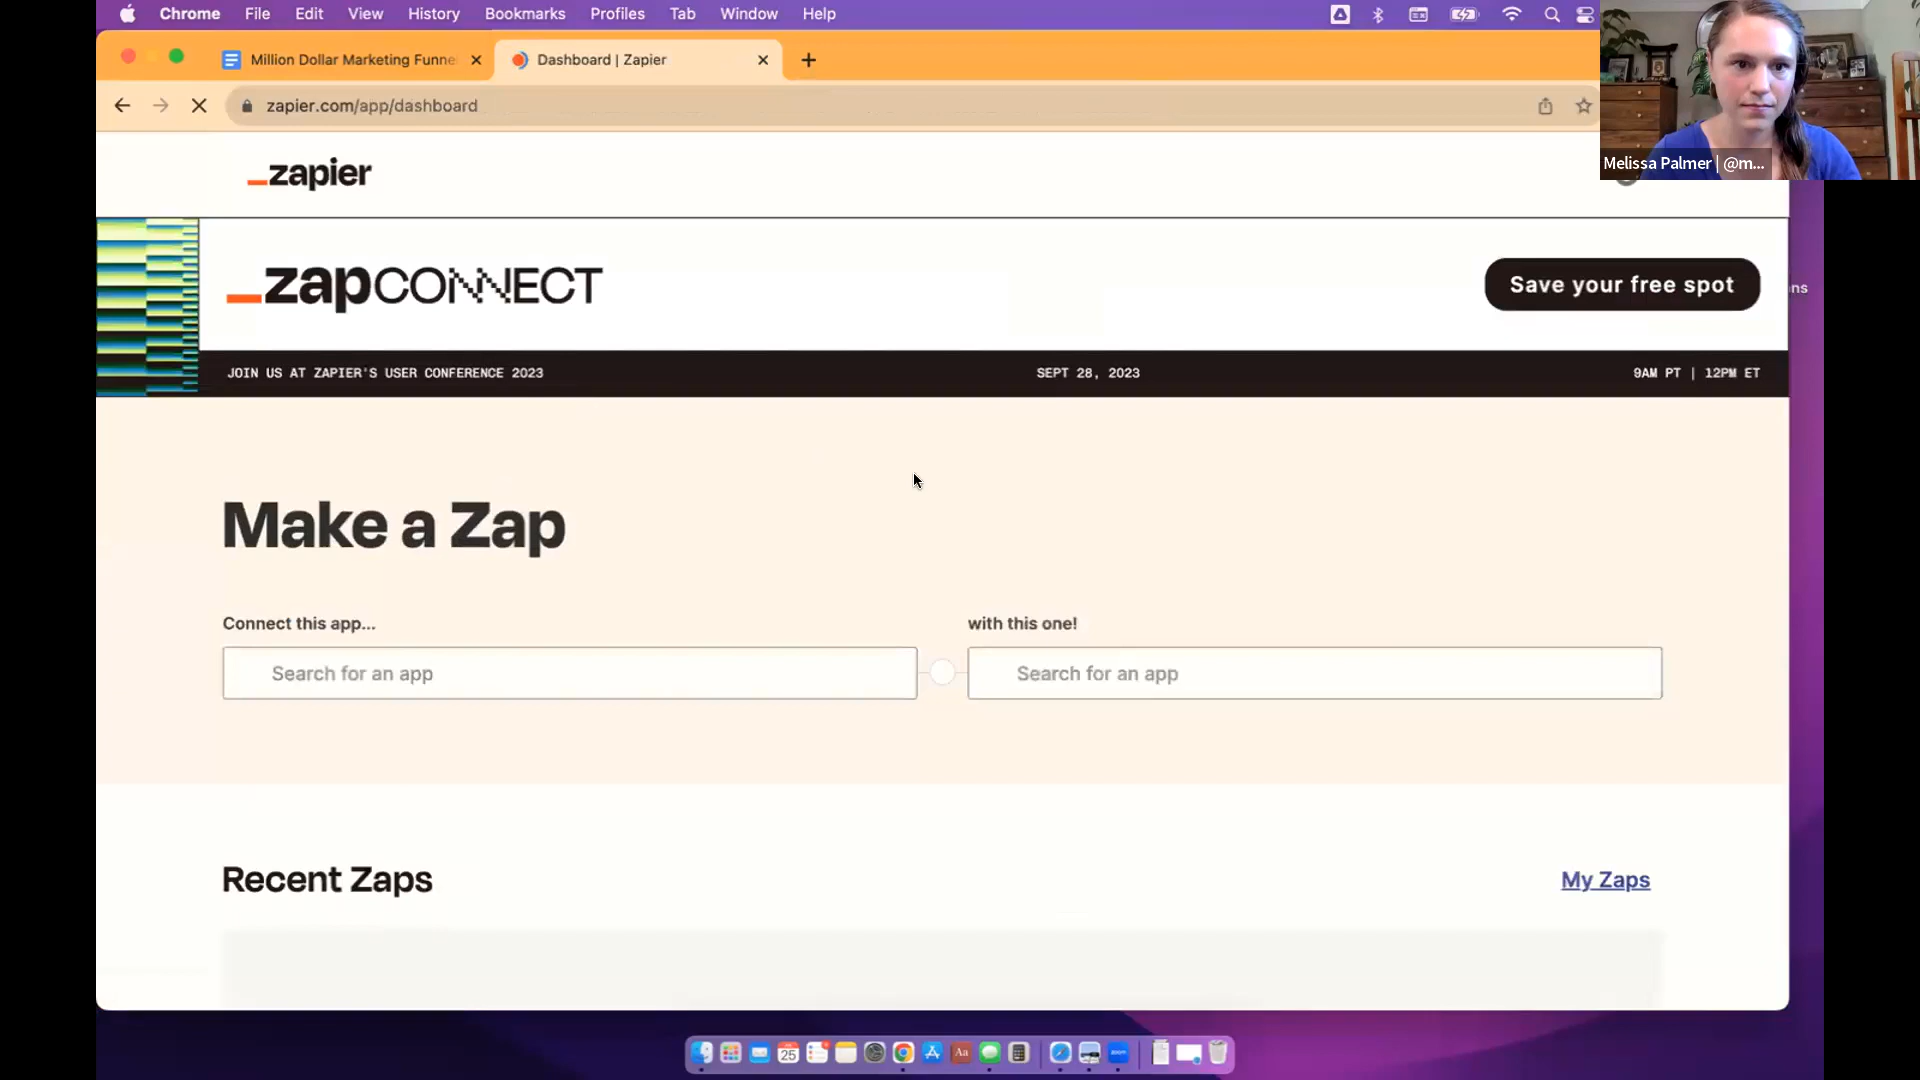 Chrome File Edit View History Bookmarks Profiles Tab Window Help
Million Dollar Marketing Funne
Dashboard | Zapier
zapier.com/app/dashboard
Melissa Palmer | @m...
zapier
zapCONNECT
Save your free spot
ns
JOIN US AT ZAPIER'S USER CONFERENCE 2023
SEPT 28, 2023
9AM PT | 12PM ET
Make a Zap
Connect this app...
with this one!
Search for an app
Search for an app
Recent Zaps
My Zaps
25
Aa
zoom